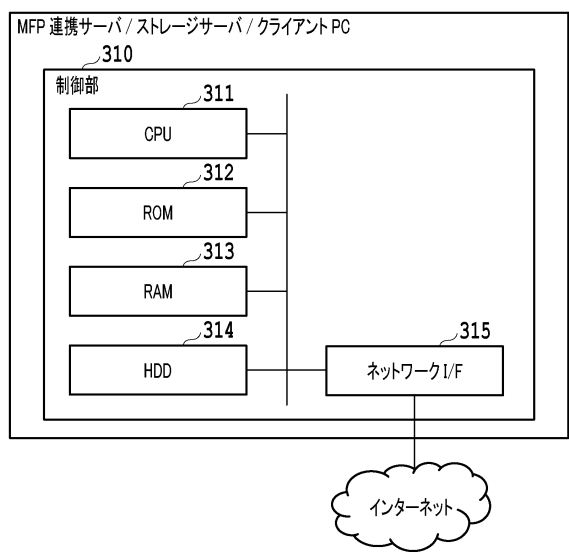 MFP 連携サーバ / ストレージサーバ / クライアント PC
310
制御部
311
CPU
312
ROM
313
RAM
314
HDD
315
ネットワーク I/F
インターネット